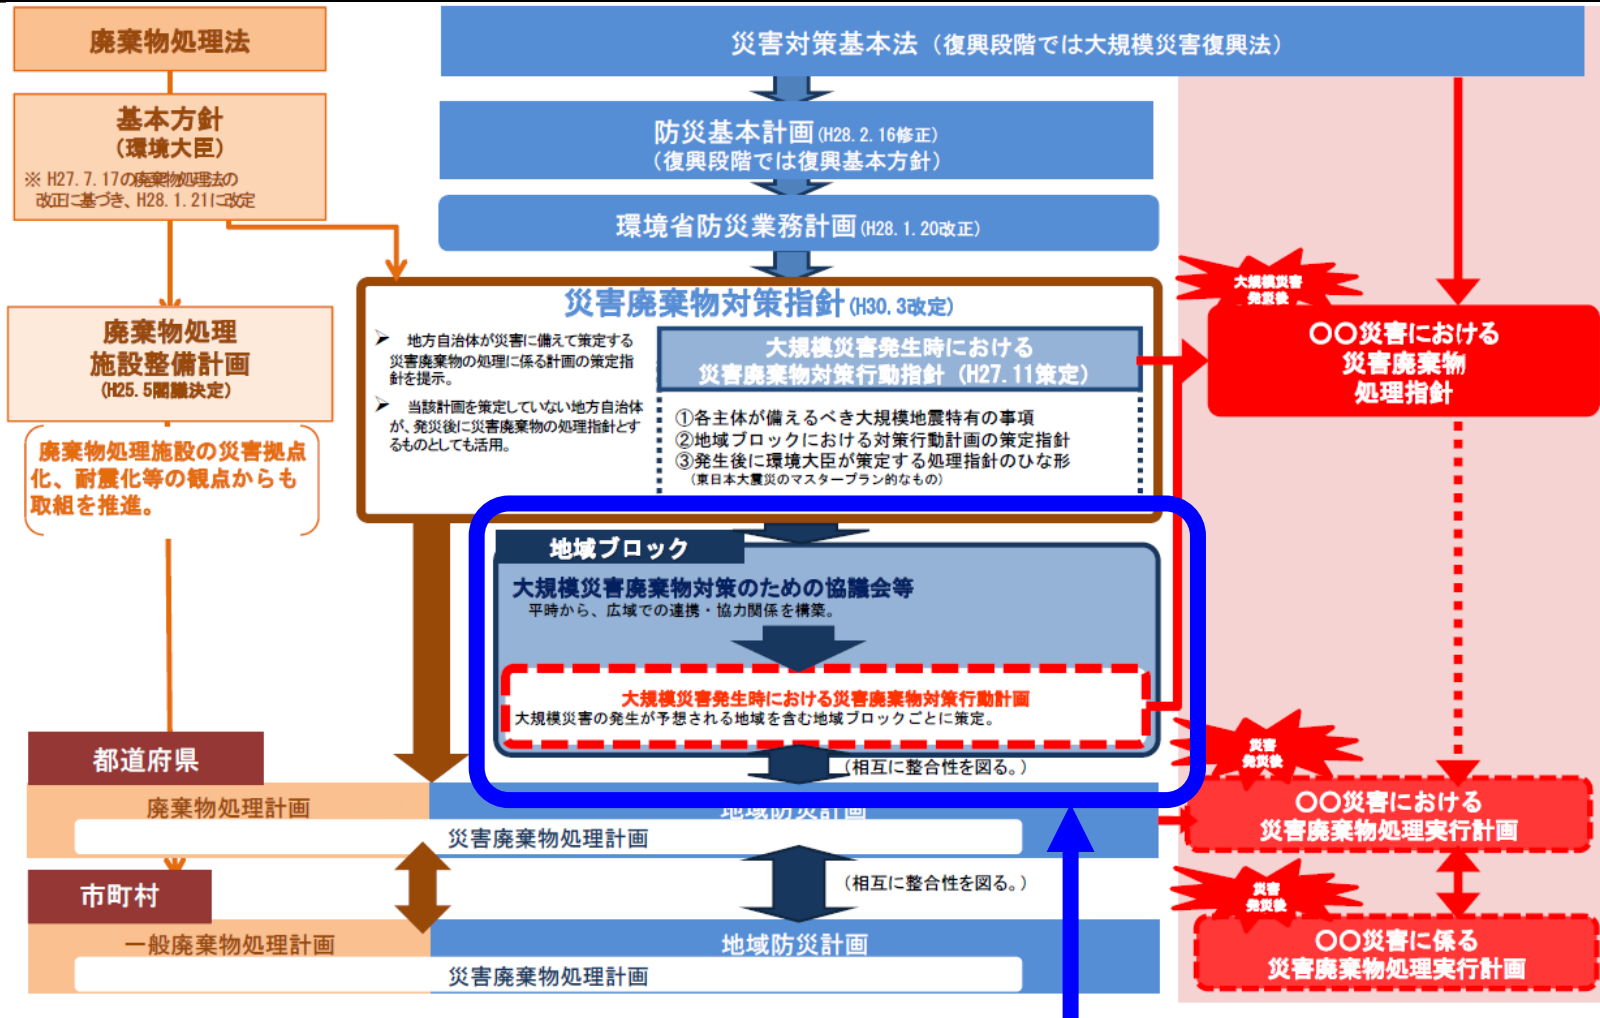 廃棄物処理法
基本方針
(環境大臣)
※ H27.7.17の廃棄物処理法の
改正に基づき、H28.1.21に改定
廃棄物処理
施設整備計画
(H25.5閣議決定)
廃棄物処理施設の災害拠点
化、耐震化等の観点からも
取組を推進。
災害対策基本法（復興段階では大規模災害復興法）
防災基本計画(H28.2.16修正)
(復興段階では復興基本方針)
環境省防災業務計画(H28.1.20改正)
災害廃棄物対策指針(H30.3改定)
➢ 地方自治体が災害に備えて策定する
災害廃棄物の処理に係る計画の策定指
針を提示。
➢ 当該計画を策定していない地方自治体
が、発災後に災害廃棄物の処理指針とす
るものとしても活用。
大規模災害発生時における
災害廃棄物対策行動指針（H27.11策定）
①各主体が備えるべき大規模地震特有の事項
②地域ブロックにおける対策行動計画の策定指針
③発生後に環境大臣が策定する処理指針のひな形
（東日本大震災のマスタープラン的なもの）
地域ブロック
大規模災害廃棄物対策のための協議会等
平時から、広域での連携・協力関係を構築。
大規模災害発生時における災害廃棄物対策行動計画
大規模災害の発生が予想される地域を含む地域ブロックごとに策定。
（相互に整合性を図る。）
都道府県
廃棄物処理計画
地域防災計画
災害廃棄物処理計画
（相互に整合性を図る。）
市町村
一般廃棄物処理計画
地域防災計画
災害廃棄物処理計画
大規模災害
発災後
〇〇災害における
災害廃棄物
処理指針
災害
発災後
〇〇災害における
災害廃棄物処理実行計画
災害
発災後
〇〇災害に係る
災害廃棄物処理実行計画